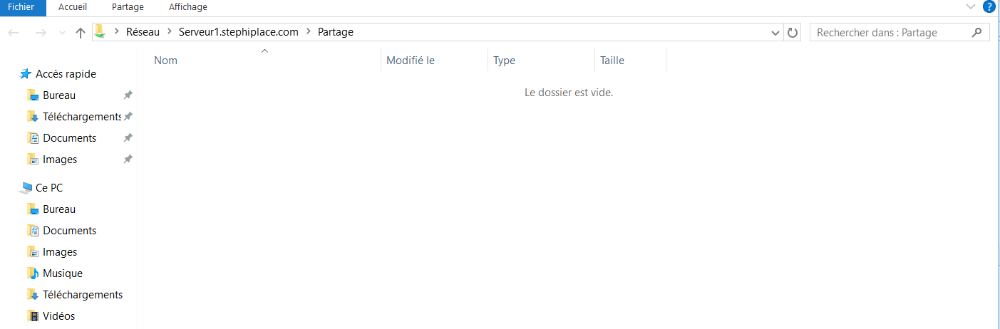 Fichier Accueil Partage Affichage ?
Réseau Serveur1.stephiplace.com Partage Rechercher dans : Partage
Nom Modifié le Type Taille
Le dossier est vide.
Accès rapide
Bureau
Téléchargements
Documents
Images
Ce PC
Bureau
Documents
Images
Musique
Téléchargements
Vidéos